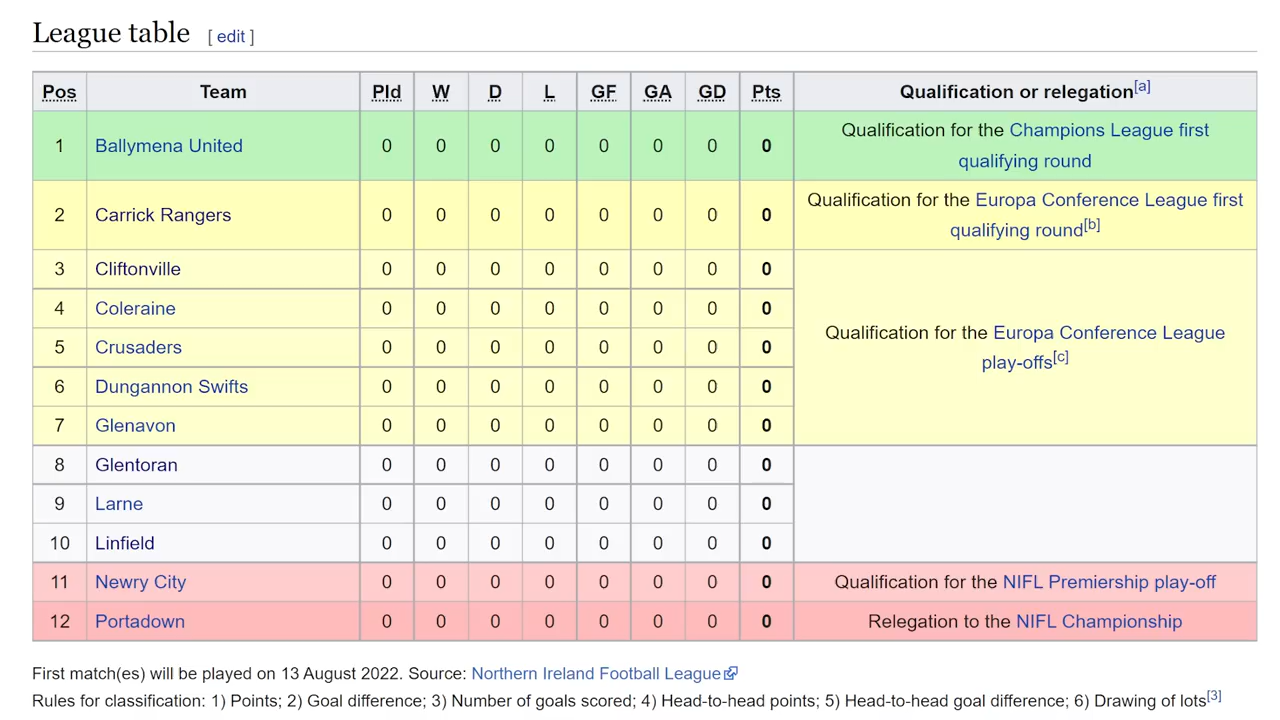 League table [ edit ]
Pos Team Pld W D L GF GA GD Pts Qualification or relegation[a]
1 Ballymena United 0 0 0 0 0 0 0 0 Qualification for the Champions League first
qualifying round
2 Carrick Rangers 0 0 0 0 0 0 0 0 Qualification for the Europa Conference League first
qualifying round[b]
3 Cliftonville 0 0 0 0 0 0 0 0
4 Coleraine 0 0 0 0 0 0 0 0
5 Crusaders 0 0 0 0 0 0 0 0 Qualification for the Europa Conference League
play-offs[c]
6 Dungannon Swifts 0 0 0 0 0 0 0 0
7 Glenavon 0 0 0 0 0 0 0 0
8 Glentoran 0 0 0 0 0 0 0 0
9 Larne 0 0 0 0 0 0 0 0
10 Linfield 0 0 0 0 0 0 0 0
11 Newry City 0 0 0 0 0 0 0 0 Qualification for the NIFL Premiership play-off
12 Portadown 0 0 0 0 0 0 0 0 Relegation to the NIFL Championship
First match(es) will be played on 13 August 2022. Source: Northern Ireland Football League
Rules for classification: 1) Points; 2) Goal difference; 3) Number of goals scored; 4) Head-to-head points; 5) Head-to-head goal difference; 6) Drawing of lots[3]